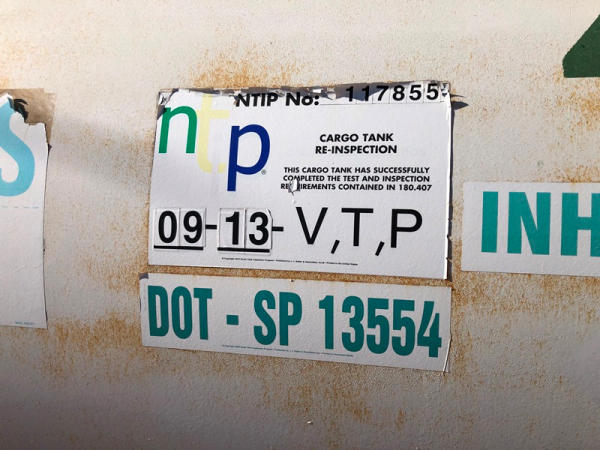 NTIP No: 117855
ntp
CARGO TANK
RE-INSPECTION
THIS CARGO TANK HAS SUCCESSFULLY
COMPLETED THE TEST AND INSPECTION
REQUIREMENTS CONTAINED IN 180.407
09-13-V,T,P
DOT - SP 13554
S
INH